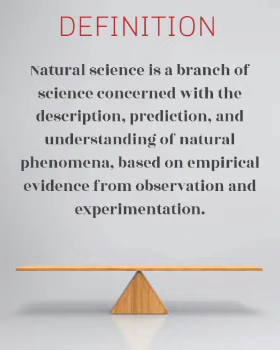 DEFINITION
Natural science is a branch of
science concerned with the
description, prediction, and
understanding of natural
phenomena, based on empirical
evidence from observation and
experimentation.